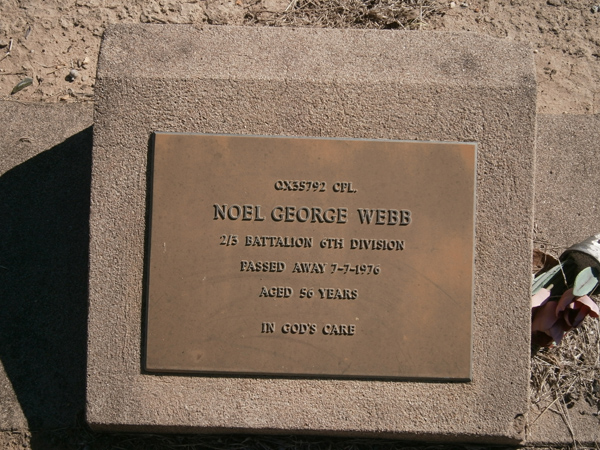 QX35792 CPL.
NOEL GEORGE WEBB
2/3 BATTALION 6TH DIVISION
PASSED AWAY 7-7-1976
AGED 56 YEARS
IN GOD'S CARE